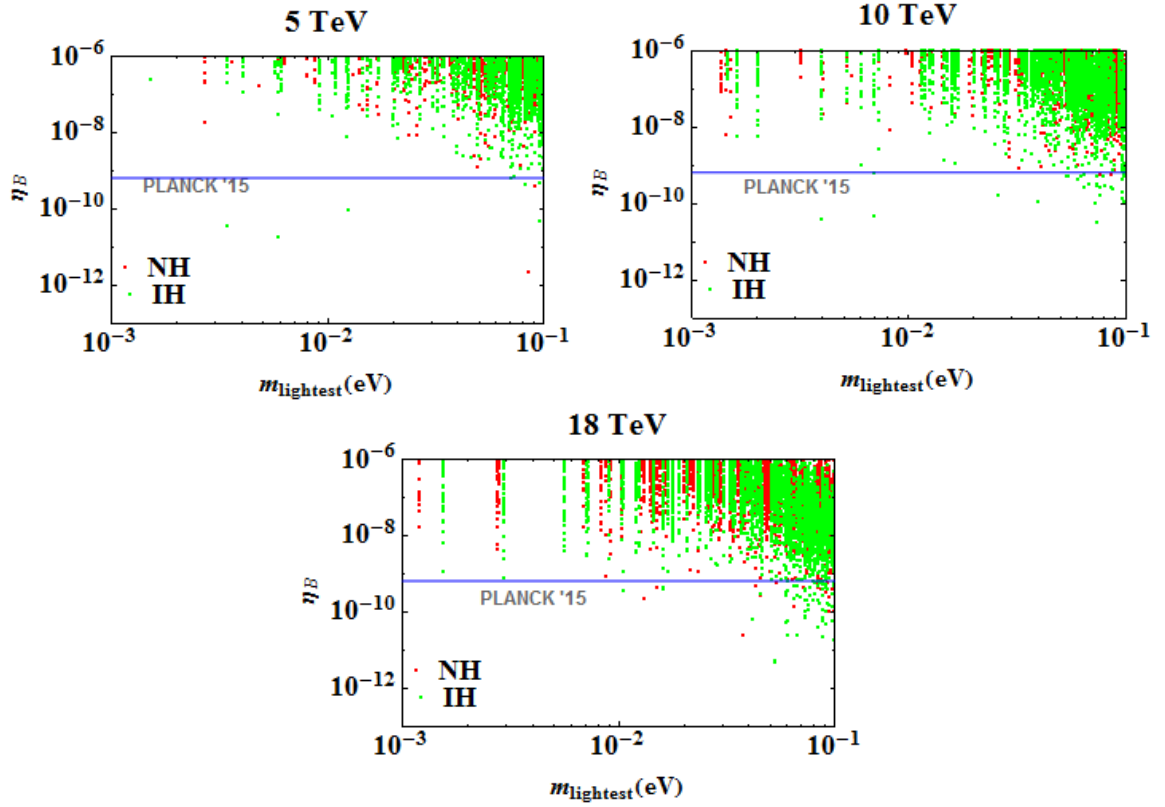 5 TeV
10⁻⁶
10⁻⁸
10⁻¹⁰
10⁻¹²
η_B
PLANCK '15
NH
IH
10⁻³
10⁻²
10⁻¹
m_lightest(eV)
10 TeV
10⁻⁶
10⁻⁸
10⁻¹⁰
10⁻¹²
η_B
PLANCK '15
NH
IH
10⁻³
10⁻²
10⁻¹
m_lightest(eV)
18 TeV
10⁻⁶
10⁻⁸
10⁻¹⁰
10⁻¹²
η_B
PLANCK '15
NH
IH
10⁻³
10⁻²
10⁻¹
m_lightest(eV)